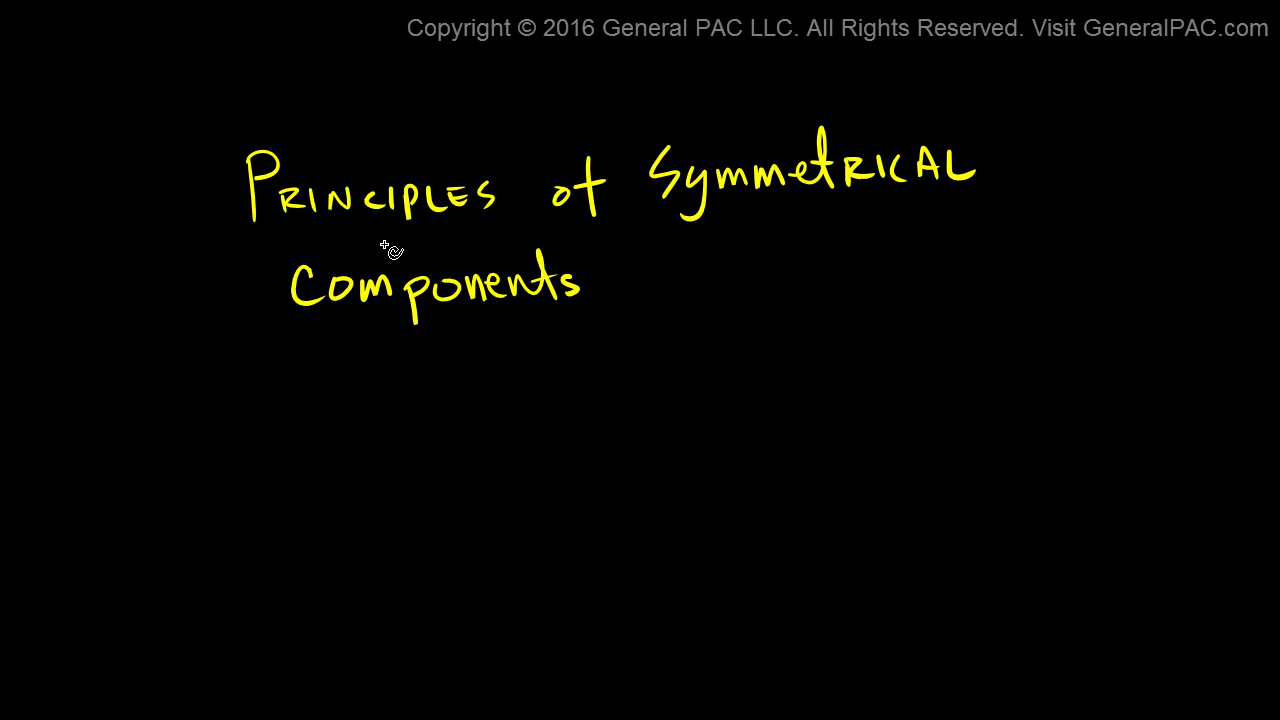 Copyright © 2016 General PAC LLC. All Rights Reserved. Visit GeneralPAC.com
PRINCIPLES of SymmetRICAL
Components